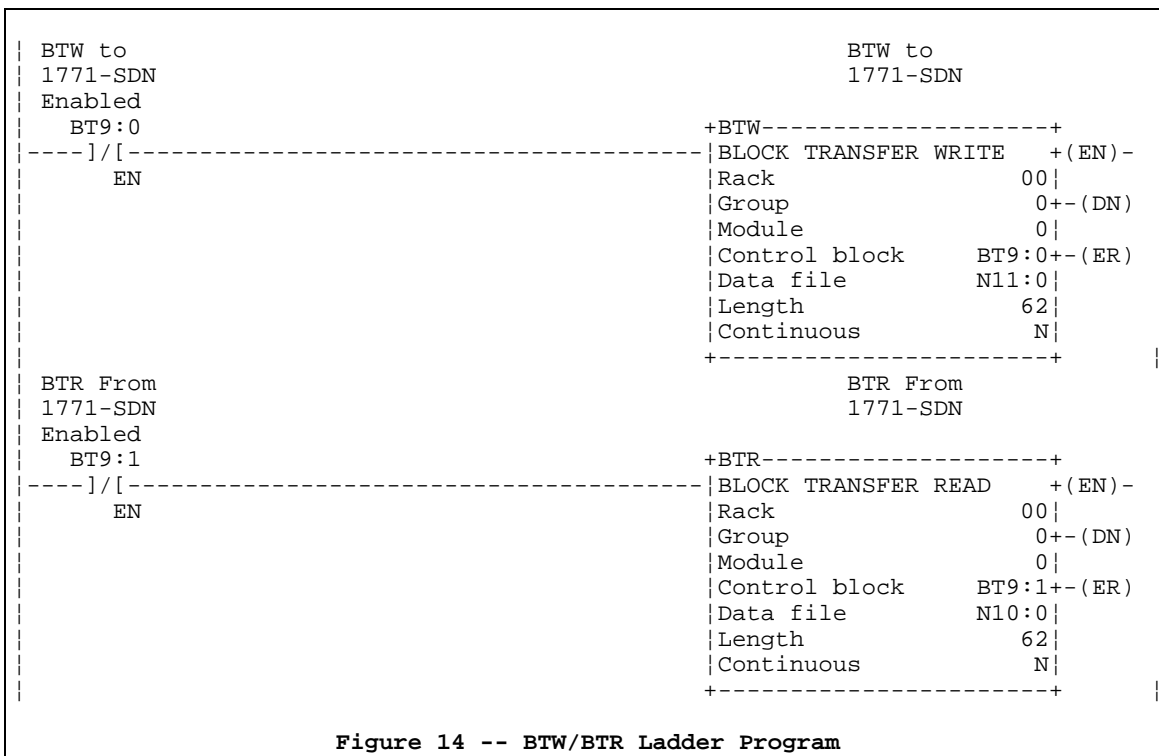 ¦ BTW to                                              BTW to
¦ 1771-SDN                                            1771-SDN
¦ Enabled
¦   BT9:0                                   +BTW--------------------+
¦----]/[------------------------------------¦BLOCK TRANSFER WRITE   +(EN)-
¦      EN                                   ¦Rack                 00¦
¦                                           ¦Group                 0+-(DN)
¦                                           ¦Module                0¦
¦                                           ¦Control block     BT9:0+-(ER)
¦                                           ¦Data file         N11:0¦
¦                                           ¦Length               62¦
¦                                           ¦Continuous            N¦
¦                                           +-----------------------+      ¦
¦ BTR From                                            BTR From
¦ 1771-SDN                                            1771-SDN
¦ Enabled
¦   BT9:1                                   +BTR--------------------+
¦----]/[------------------------------------¦BLOCK TRANSFER READ    +(EN)-
¦      EN                                   ¦Rack                 00¦
¦                                           ¦Group                 0+-(DN)
¦                                           ¦Module                0¦
¦                                           ¦Control block     BT9:1+-(ER)
¦                                           ¦Data file         N10:0¦
¦                                           ¦Length               62¦
¦                                           ¦Continuous            N¦
¦                                           +-----------------------+      ¦
Figure 14 -- BTW/BTR Ladder Program